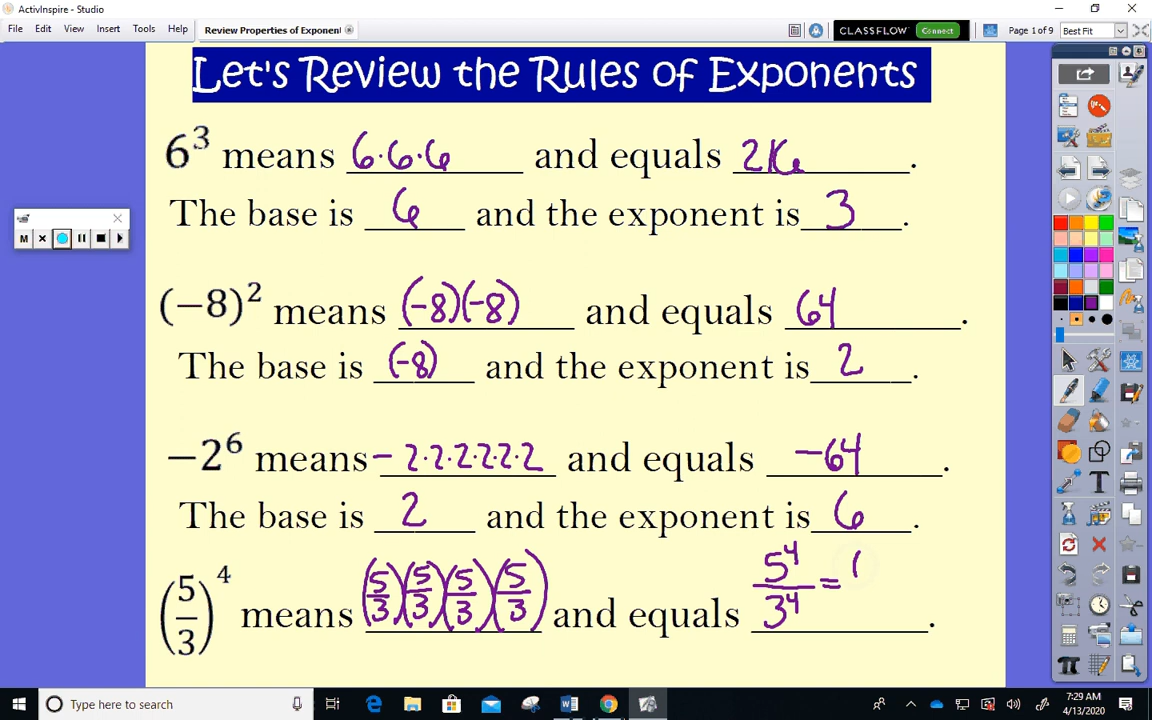 ActivInspire - Studio
File Edit View Insert Tools Help Review Properties of Exponent CLASSFLOW Connect Page 1 of 9 Best Fit
Let's Review the Rules of Exponents
6³ means 6·6·6 and equals 216.
The base is 6 and the exponent is 3.
(−8)² means (-8)(-8) and equals 64.
The base is (-8) and the exponent is 2.
−2⁶ means -2·2·2·2·2·2 and equals -64.
The base is 2 and the exponent is 6.
(5/3)⁴ means (5/3)(5/3)(5/3)(5/3) and equals 5⁴/3⁴ =.
M
T
Type here to search
7:29 AM
4/13/2020